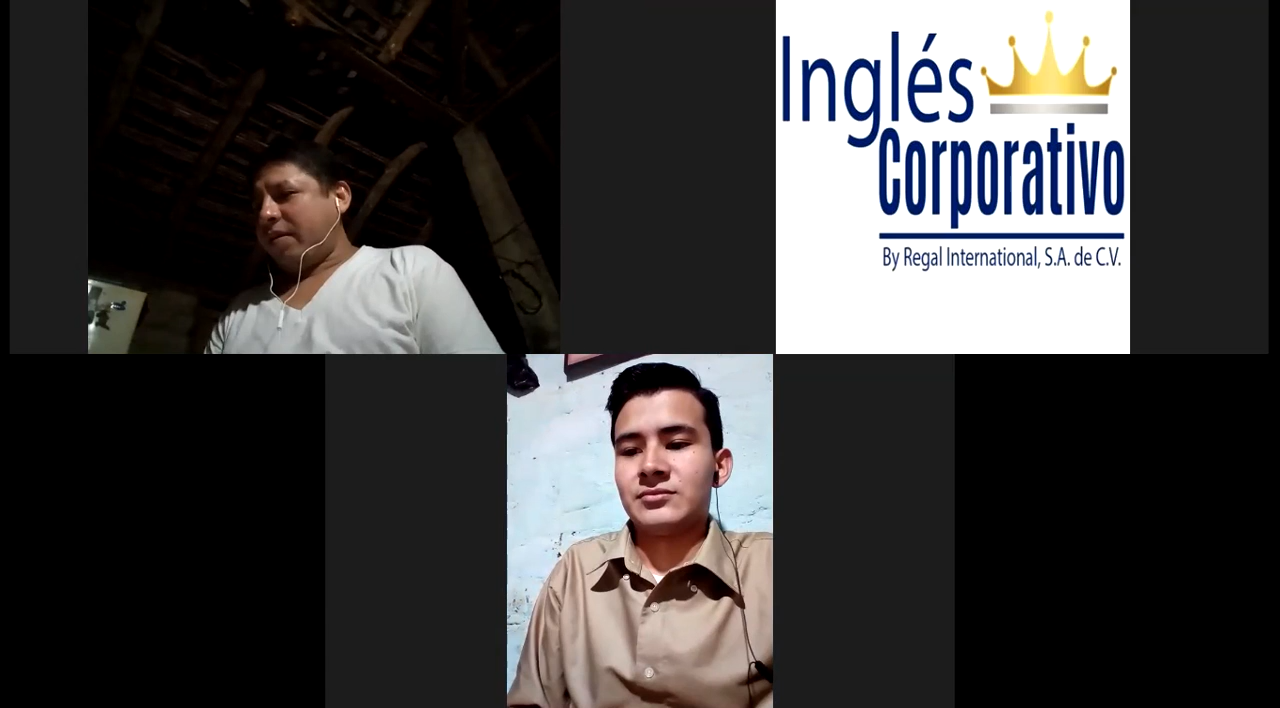 Inglés
Corporativo
By Regal International, S.A. de C.V.